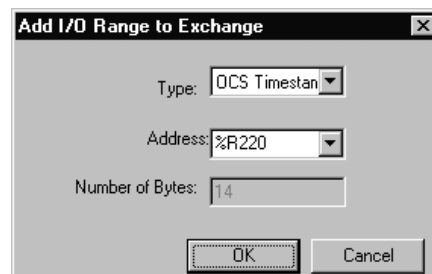 Add I/O Range to Exchange
Type: OCS Timestan
Address: %R220
Number of Bytes: 14
OK Cancel